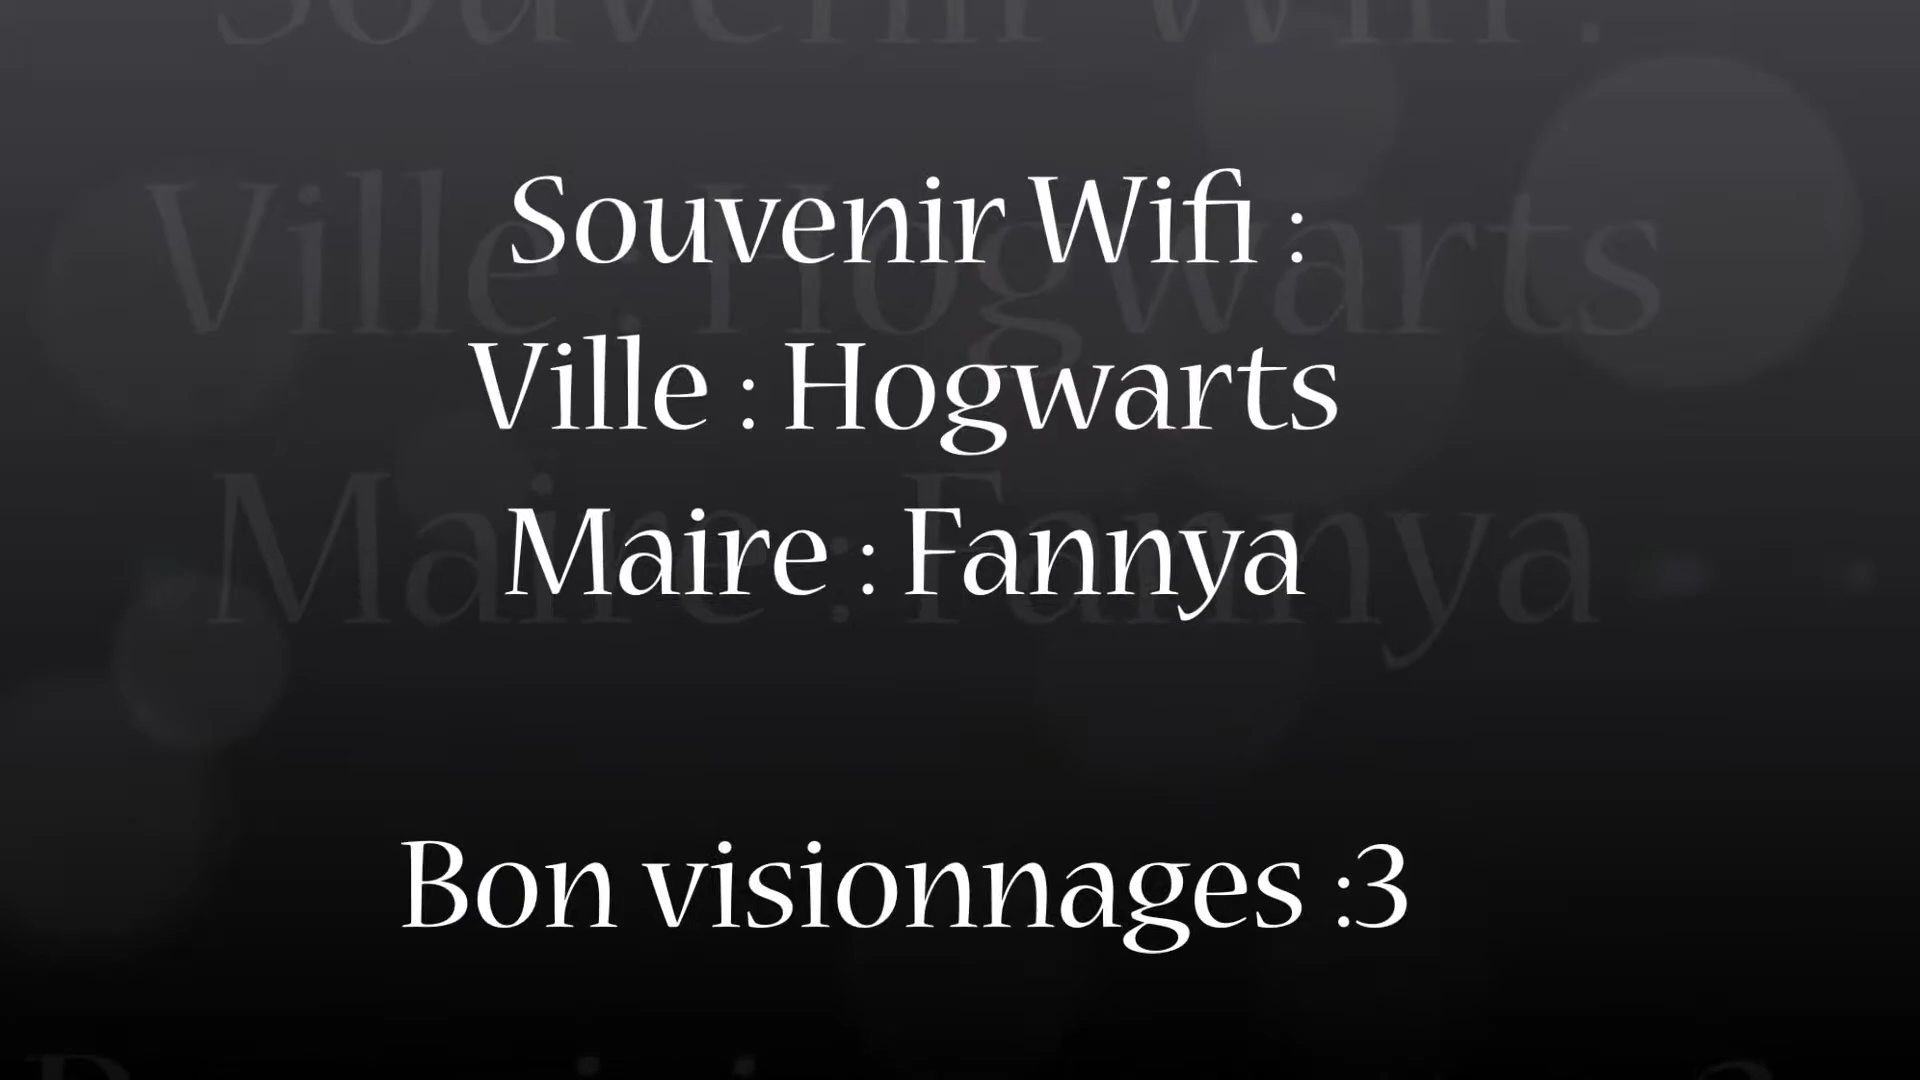 Souvenir Wifi :
Ville : Hogwarts
Maire : Fannya
Bon visionnages :3